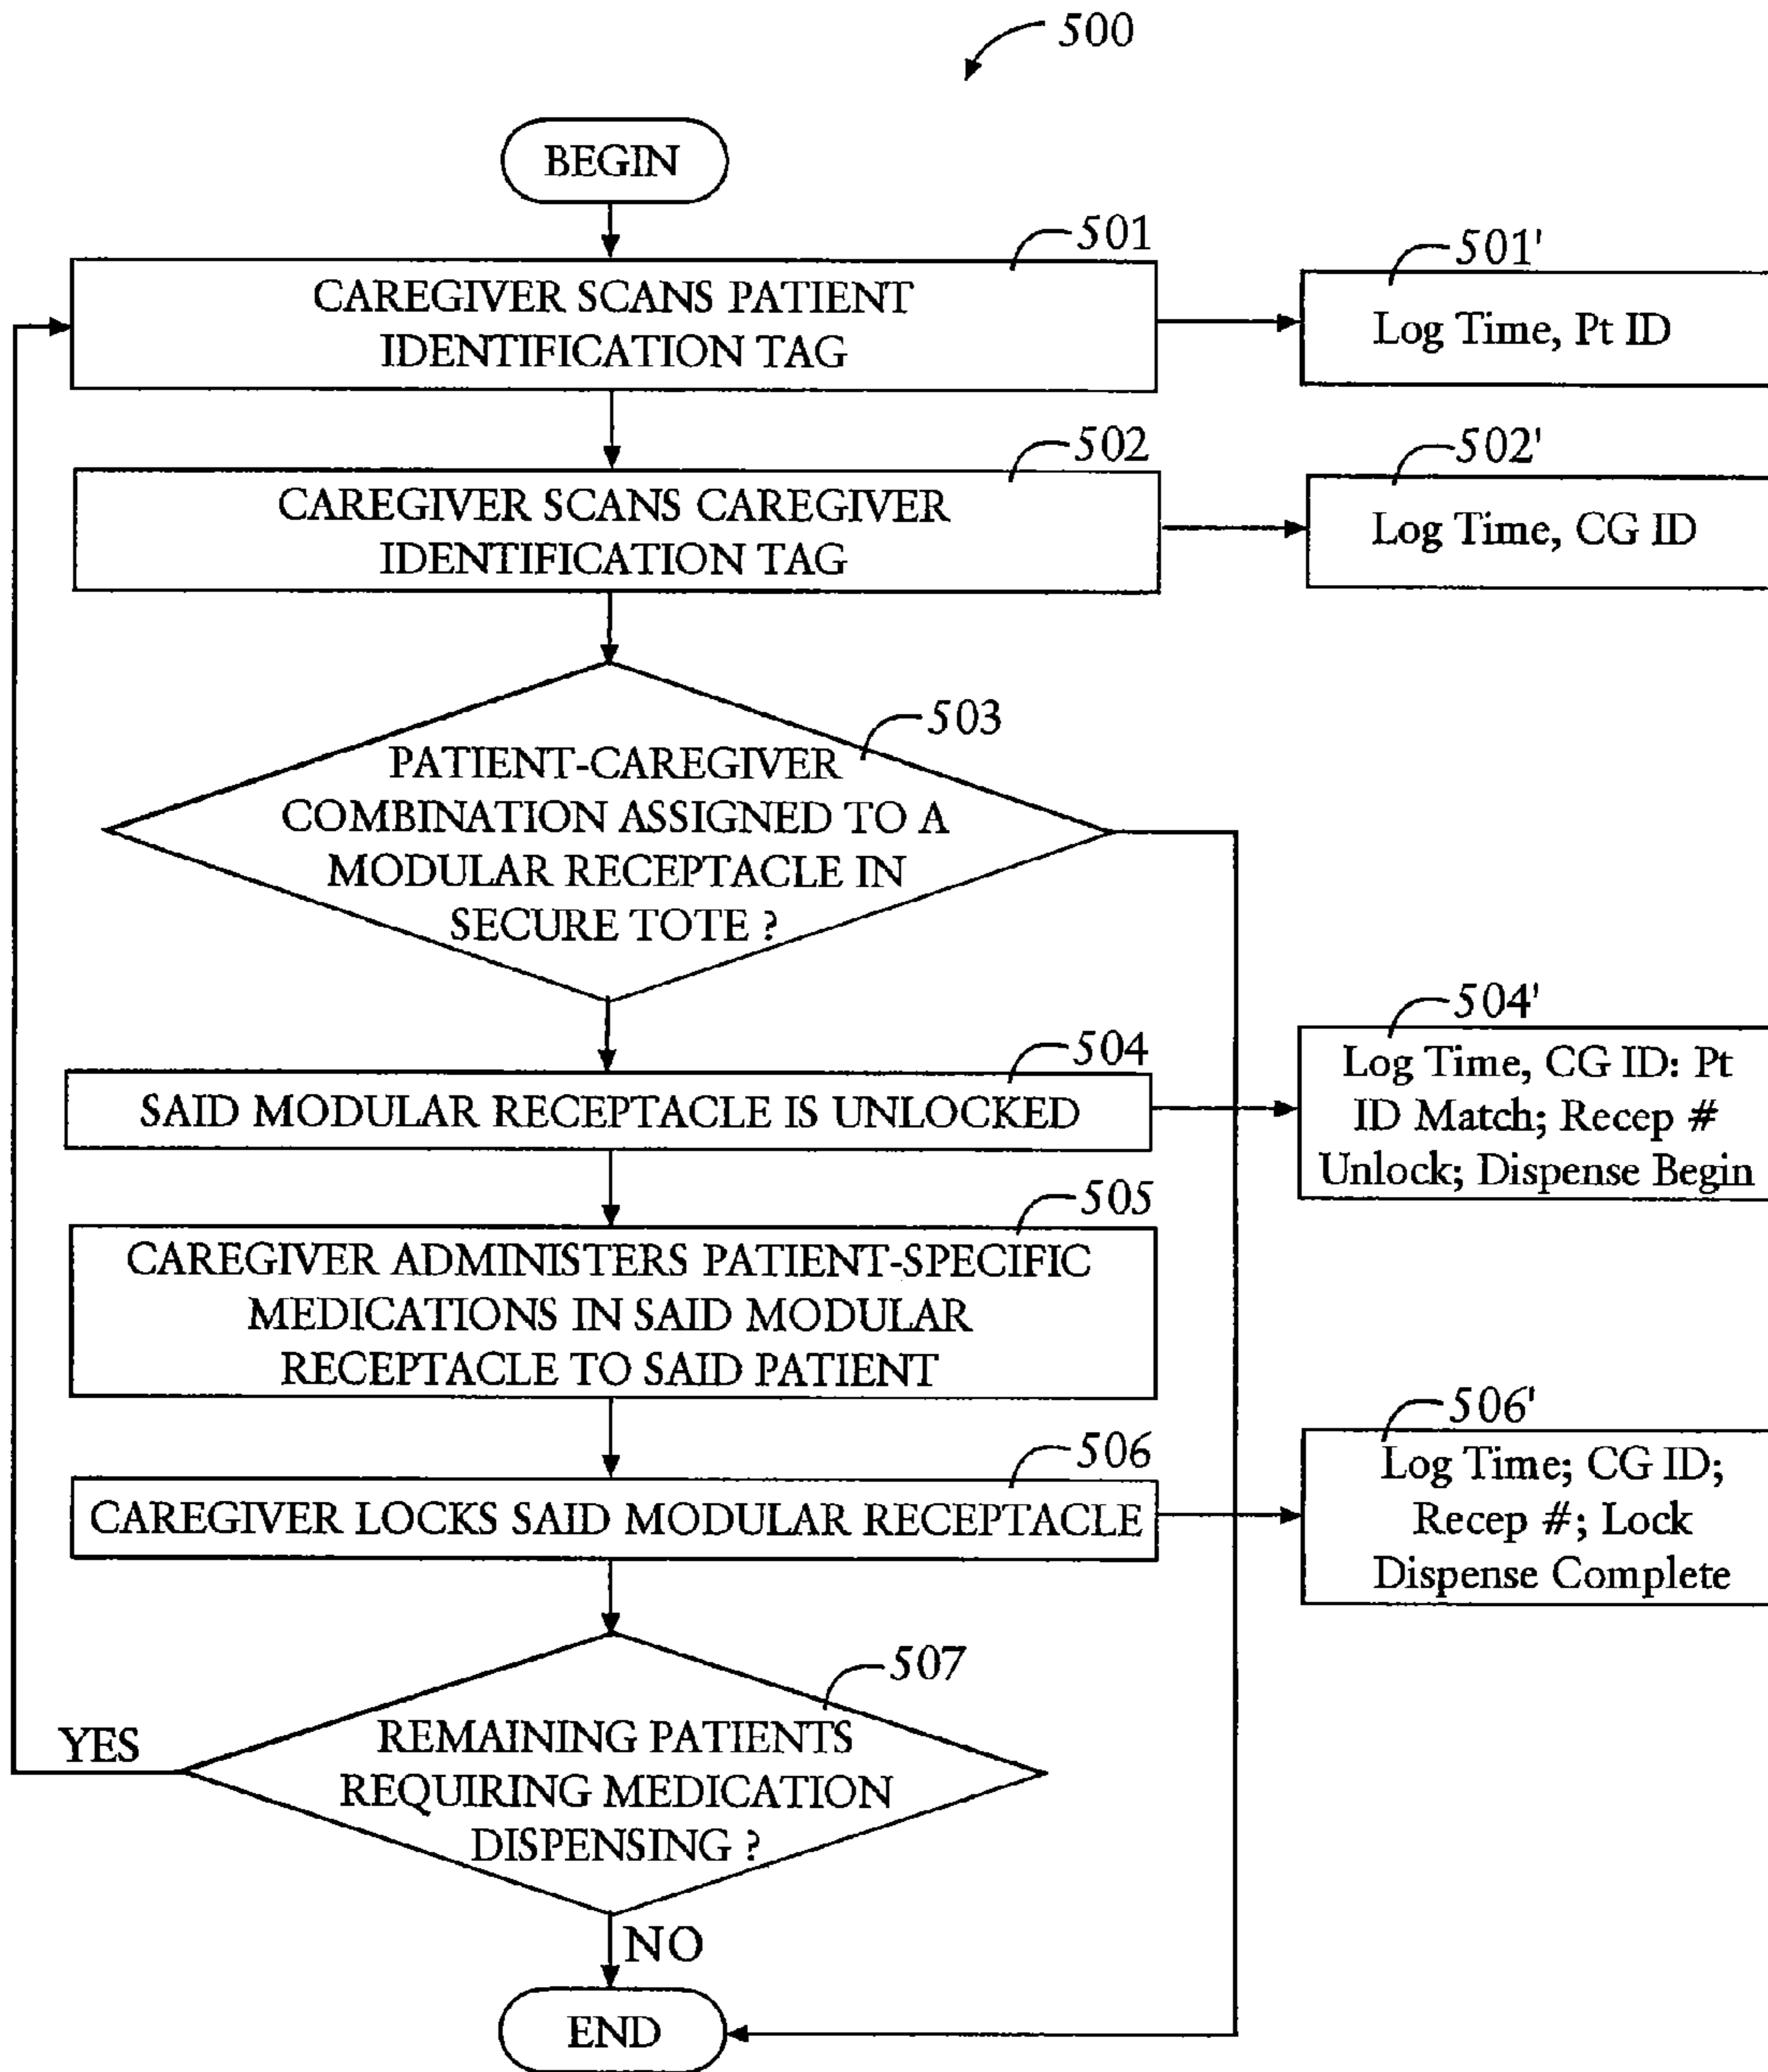 500
BEGIN
501
CAREGIVER SCANS PATIENT
IDENTIFICATION TAG
501'
Log Time, Pt ID
502
CAREGIVER SCANS CAREGIVER
IDENTIFICATION TAG
502'
Log Time, CG ID
503
PATIENT-CAREGIVER
COMBINATION ASSIGNED TO A
MODULAR RECEPTACLE IN
SECURE TOTE ?
504
SAID MODULAR RECEPTACLE IS UNLOCKED
504'
Log Time, CG ID: Pt
ID Match; Recep #
Unlock; Dispense Begin
505
CAREGIVER ADMINISTERS PATIENT-SPECIFIC
MEDICATIONS IN SAID MODULAR
RECEPTACLE TO SAID PATIENT
506
CAREGIVER LOCKS SAID MODULAR RECEPTACLE
506'
Log Time; CG ID;
Recep #; Lock
Dispense Complete
507
REMAINING PATIENTS
REQUIRING MEDICATION
DISPENSING ?
YES
NO
END